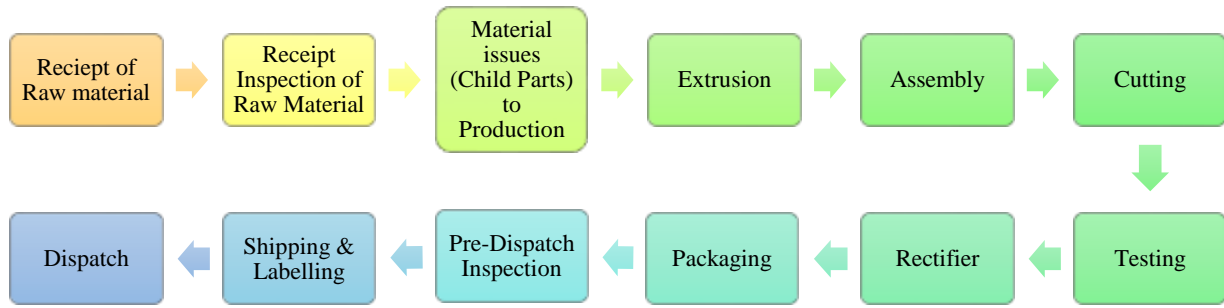 Reciept of
Raw material
Receipt
Inspection of
Raw Material
Material
issues
(Child Parts)
to
Production
Extrusion
Assembly
Cutting
Testing
Rectifier
Packaging
Pre-Dispatch
Inspection
Shipping &
Labelling
Dispatch